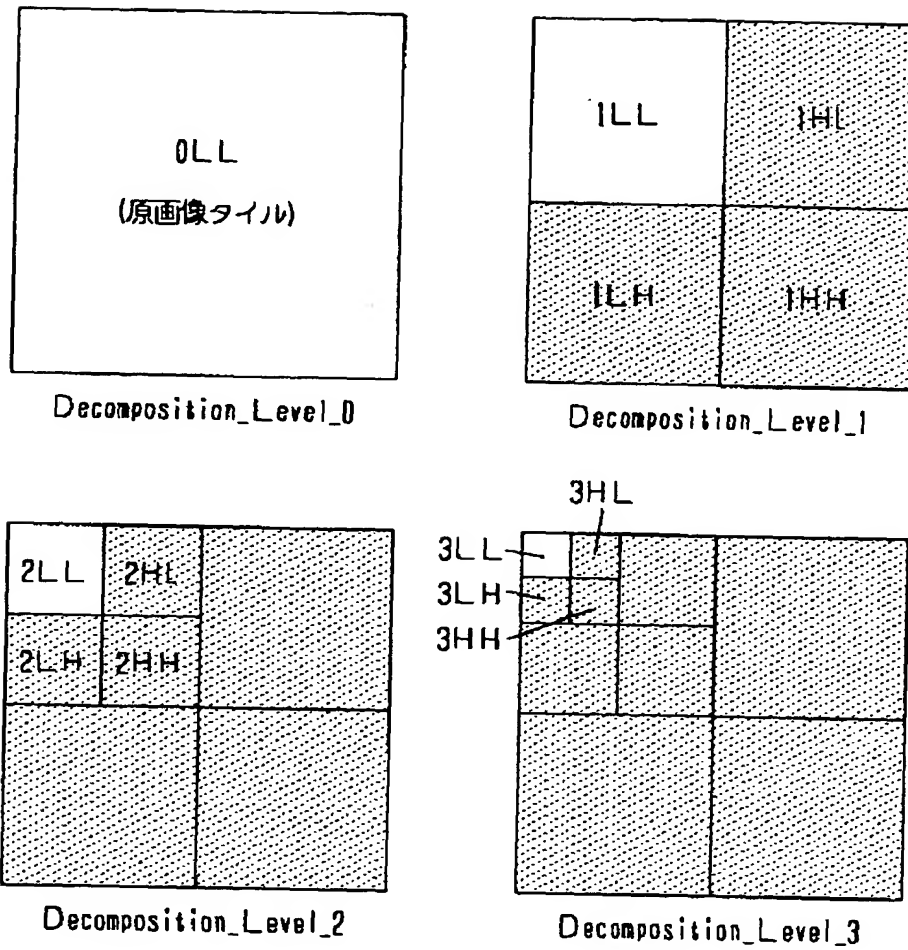 0LL
(原画像タイル)
Decomposition_Level_0
1LL 1HL
1LH 1HH
Decomposition_Level_1
2LL 2HL
2LH 2HH
Decomposition_Level_2
3HL
3LL
3LH
3HH
Decomposition_Level_3